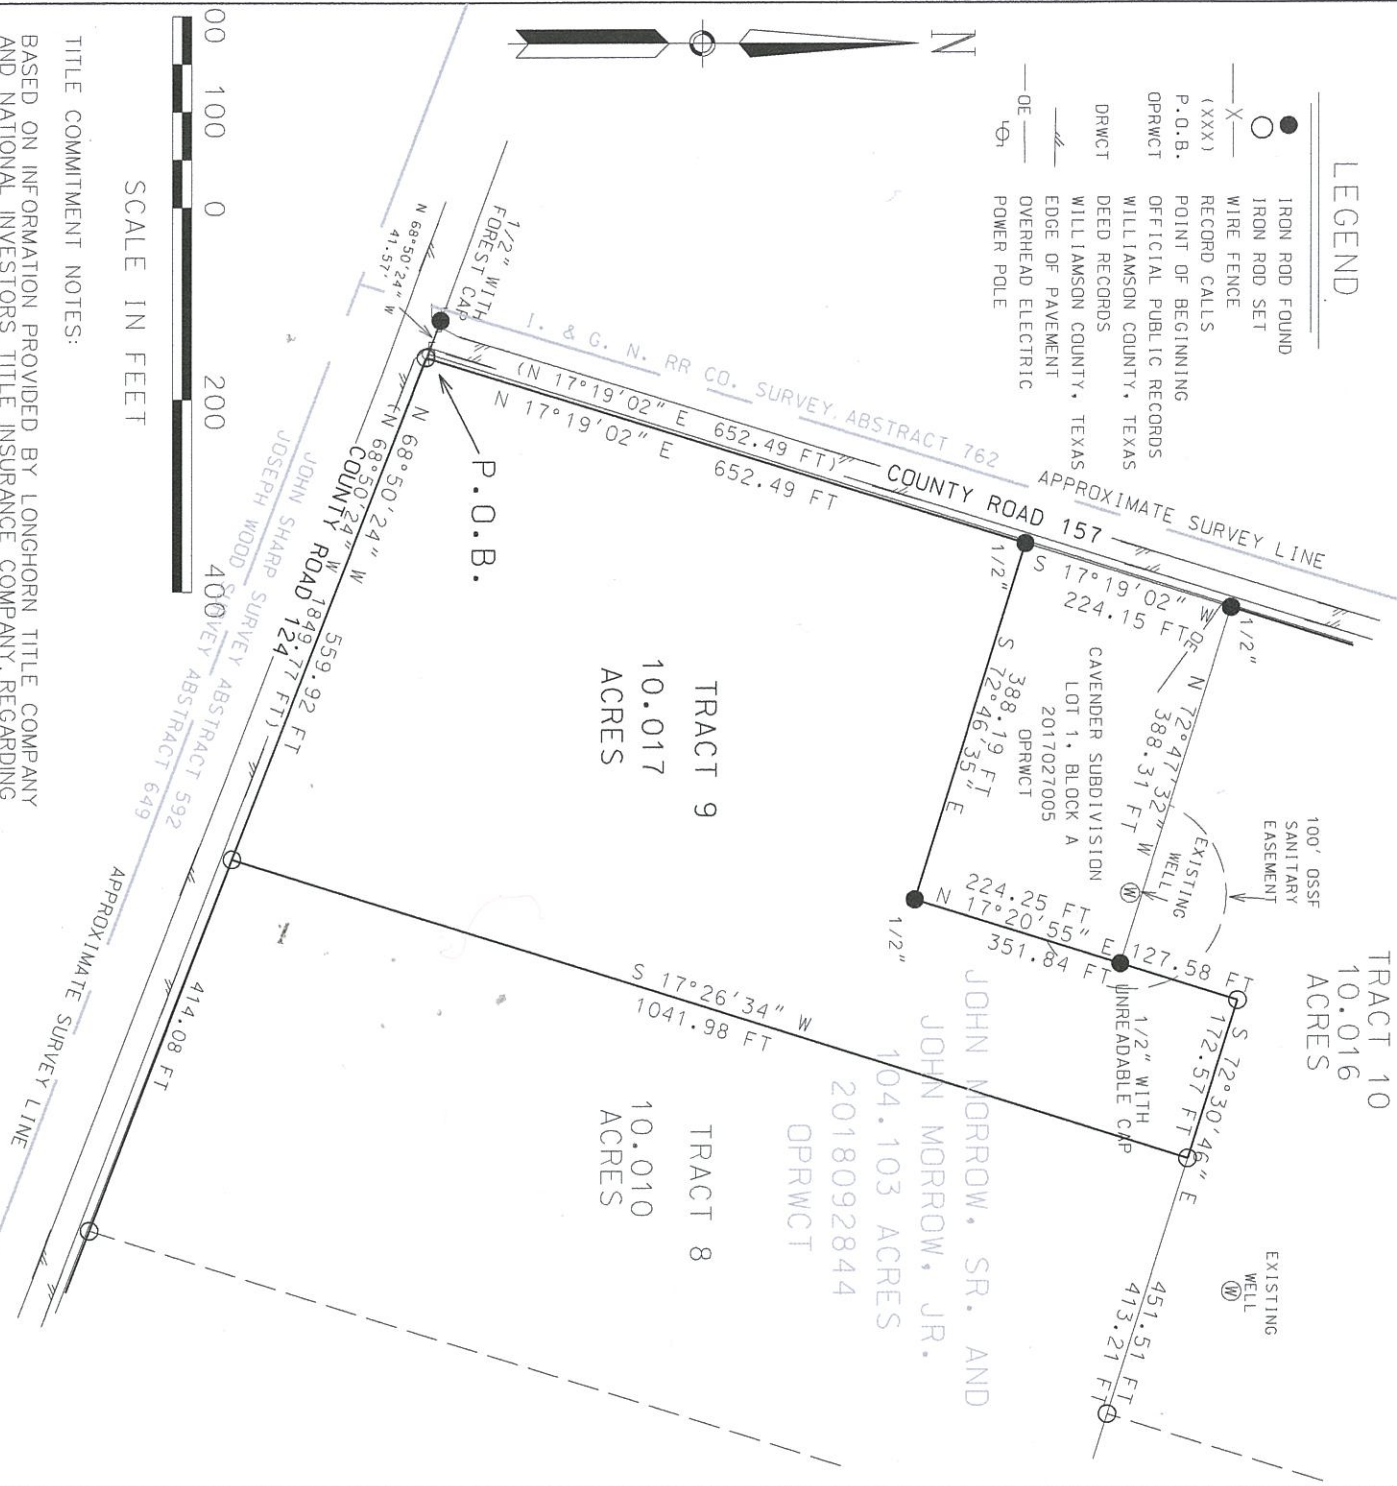 LEGEND
IRON ROD FOUND
IRON ROD SET
X WIRE FENCE
(XXX) RECORD CALLS
P.O.B. POINT OF BEGINNING
OPRWCT OFFICIAL PUBLIC RECORDS
WILLIAMSON COUNTY, TEXAS
DRWCT DEED RECORDS
WILLIAMSON COUNTY, TEXAS
EDGE OF PAVEMENT
OE OVERHEAD ELECTRIC
POWER POLE
N
TRACT 10
10.016
ACRES
100' OSSF
SANITARY
EASEMENT
EXISTING
WELL
W
EXISTING
WELL
W
APPROXIMATE SURVEY LINE
I. & G. N. RR CO. SURVEY, ABSTRACT 762
COUNTY ROAD 157
(N 17°19'02" E 652.49 FT)
N 17°19'02" E 652.49 FT
1/2"
S 17°19'02" W
224.15 FT
1/2"
OE
N 72°47'32" W
388.31 FT
CAVENDER SUBDIVISION
LOT 1, BLOCK A
2017027005
OPRWCT
388.19 FT
S 72°46'35" E
1/2"
224.25 FT
N 17°20'55" E
351.84 FT
127.58 FT
1/2" WITH
UNREADABLE CAP
S 72°30'46" E
172.57 FT
451.51 FT
413.21 FT
JOHN MORROW, SR. AND
JOHN MORROW, JR.
104.103 ACRES
2018092844
OPRWCT
TRACT 9
10.017
ACRES
S 17°26'34" W
1041.98 FT
TRACT 8
10.010
ACRES
1/2" WITH
FOREST CAP
N 68°50'24" W
41.57'
P.O.B.
N 68°50'24" W 559.92 FT
(N 68°50'24" W 1849.77 FT)
COUNTY ROAD 124
414.08 FT
JOHN SHARP SURVEY ABSTRACT 592
JOSEPH WOOD SURVEY ABSTRACT 649
APPROXIMATE SURVEY LINE
00 100 0 200 400
SCALE IN FEET
TITLE COMMITMENT NOTES:
BASED ON INFORMATION PROVIDED BY LONGHORN TITLE COMPANY
AND NATIONAL INVESTORS TITLE INSURANCE COMPANY, REGARDING